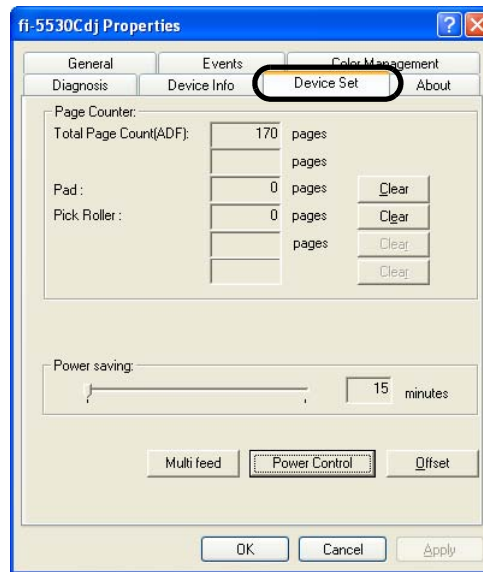 fi-5530Cdj Properties
General Events Color Management
Diagnosis Device Info Device Set About
Page Counter:
Total Page Count(ADF): 170 pages
pages
Pad : 0 pages Clear
Pick Roller : 0 pages Clear
pages Clear
Clear
Power saving:
15 minutes
Multi feed Power Control Offset
OK Cancel Apply